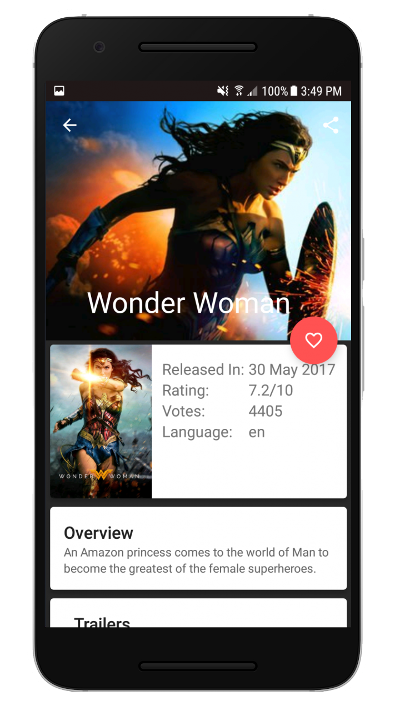 100% 3:49 PM
Wonder Woman
Released In: 30 May 2017
Rating: 7.2/10
Votes: 4405
Language: en
WONDER WOMAN
Overview
An Amazon princess comes to the world of Man to
become the greatest of the female superheroes.
Trailers